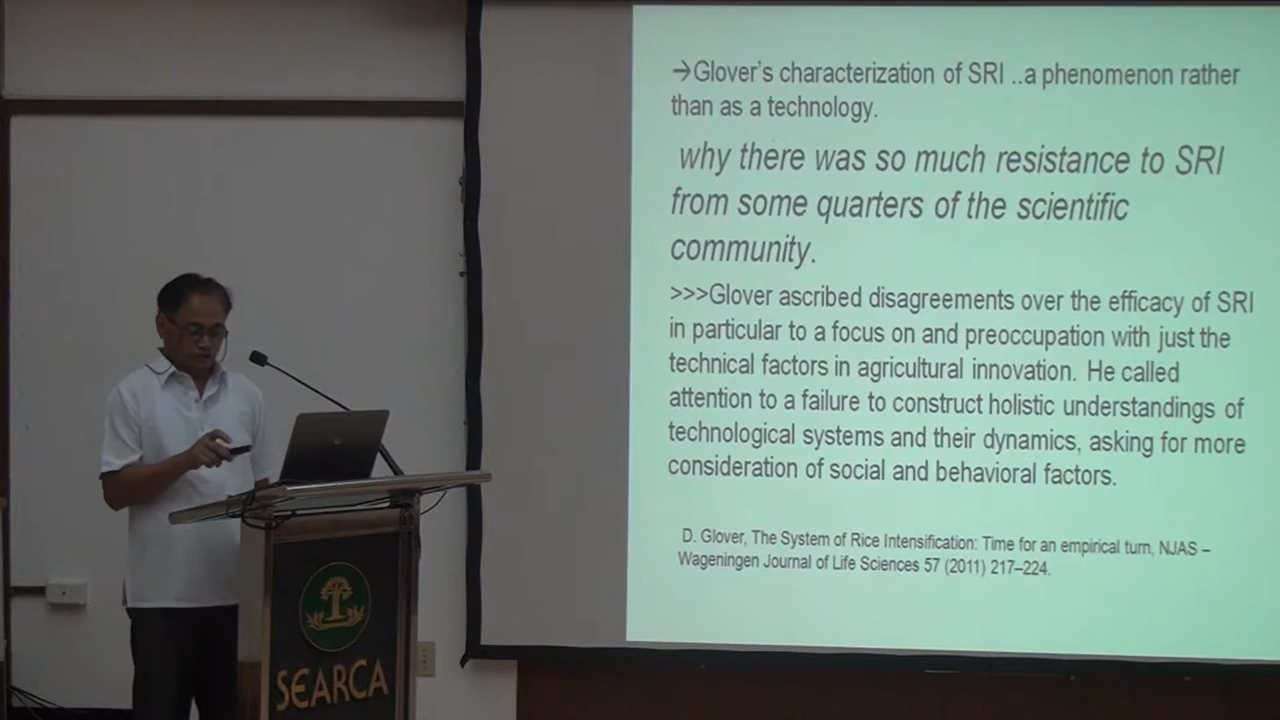 →Glover's characterization of SRI ..a phenomenon rather
than as a technology.
why there was so much resistance to SRI
from some quarters of the scientific
community.
>>>Glover ascribed disagreements over the efficacy of SRI
in particular to a focus on and preoccupation with just the
technical factors in agricultural innovation. He called
attention to a failure to construct holistic understandings of
technological systems and their dynamics, asking for more
consideration of social and behavioral factors.
D. Glover, The System of Rice Intensification: Time for an empirical turn, NJAS –
Wageningen Journal of Life Sciences 57 (2011) 217–224.
SEARCA